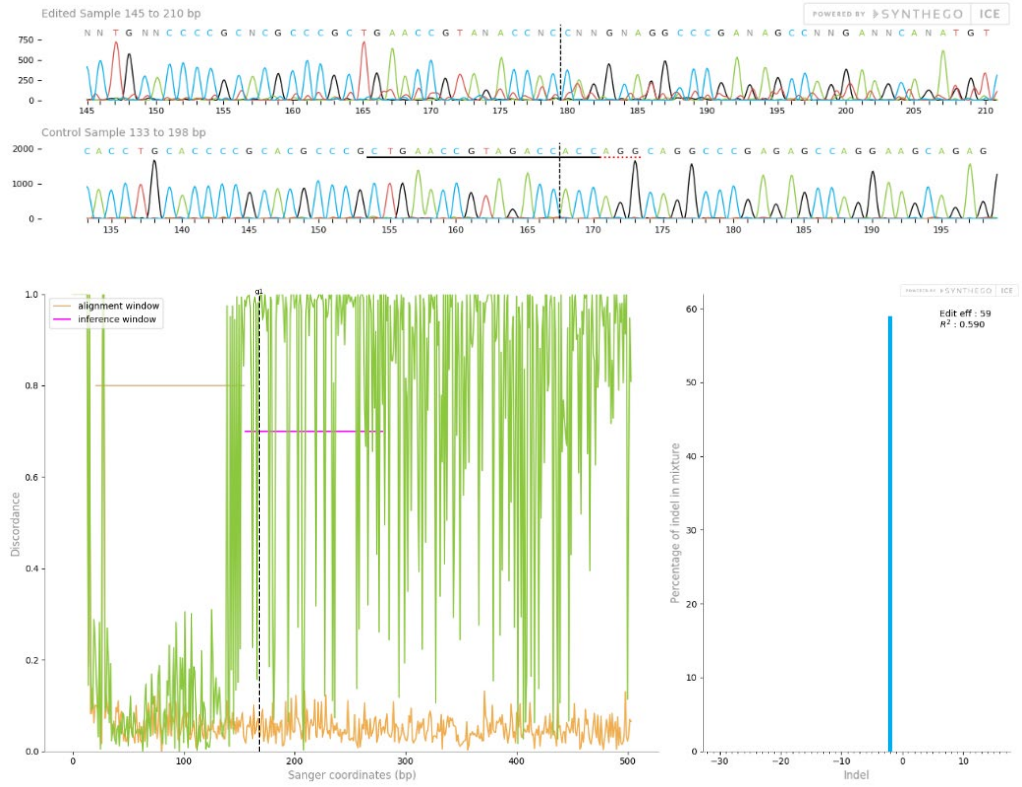 Edited Sample 145 to 210 bp
POWERED BY SYNTHEGO ICE
N N T G N N C C C C G C N C G C C C G C T G A A C C G T A N A C C N C C N N G N A G G C C C G A N A G C C N N G A N N C A N A T G T
750
500
250
0
145 150 155 160 165 170 175 180 185 190 195 200 205 210
Control Sample 133 to 198 bp
C A C C T G C A C C C C G C A C G C C C G C T G A A C C G T A G A C C A C C A G G C A G G C C C G A G A G C C A G G A A G C A G A G
2000
1000
0
135 140 145 150 155 160 165 170 175 180 185 190 195
POWERED BY SYNTHEGO ICE
1.0
0.8
0.6
0.4
0.2
0.0
Discordance
alignment window
inference window
g1
0 100 200 300 400 500
Sanger coordinates (bp)
60
50
40
30
20
10
0
Percentage of indel in mixture
Edit eff : 59
R² : 0.590
−30 −20 −10 0 10
Indel